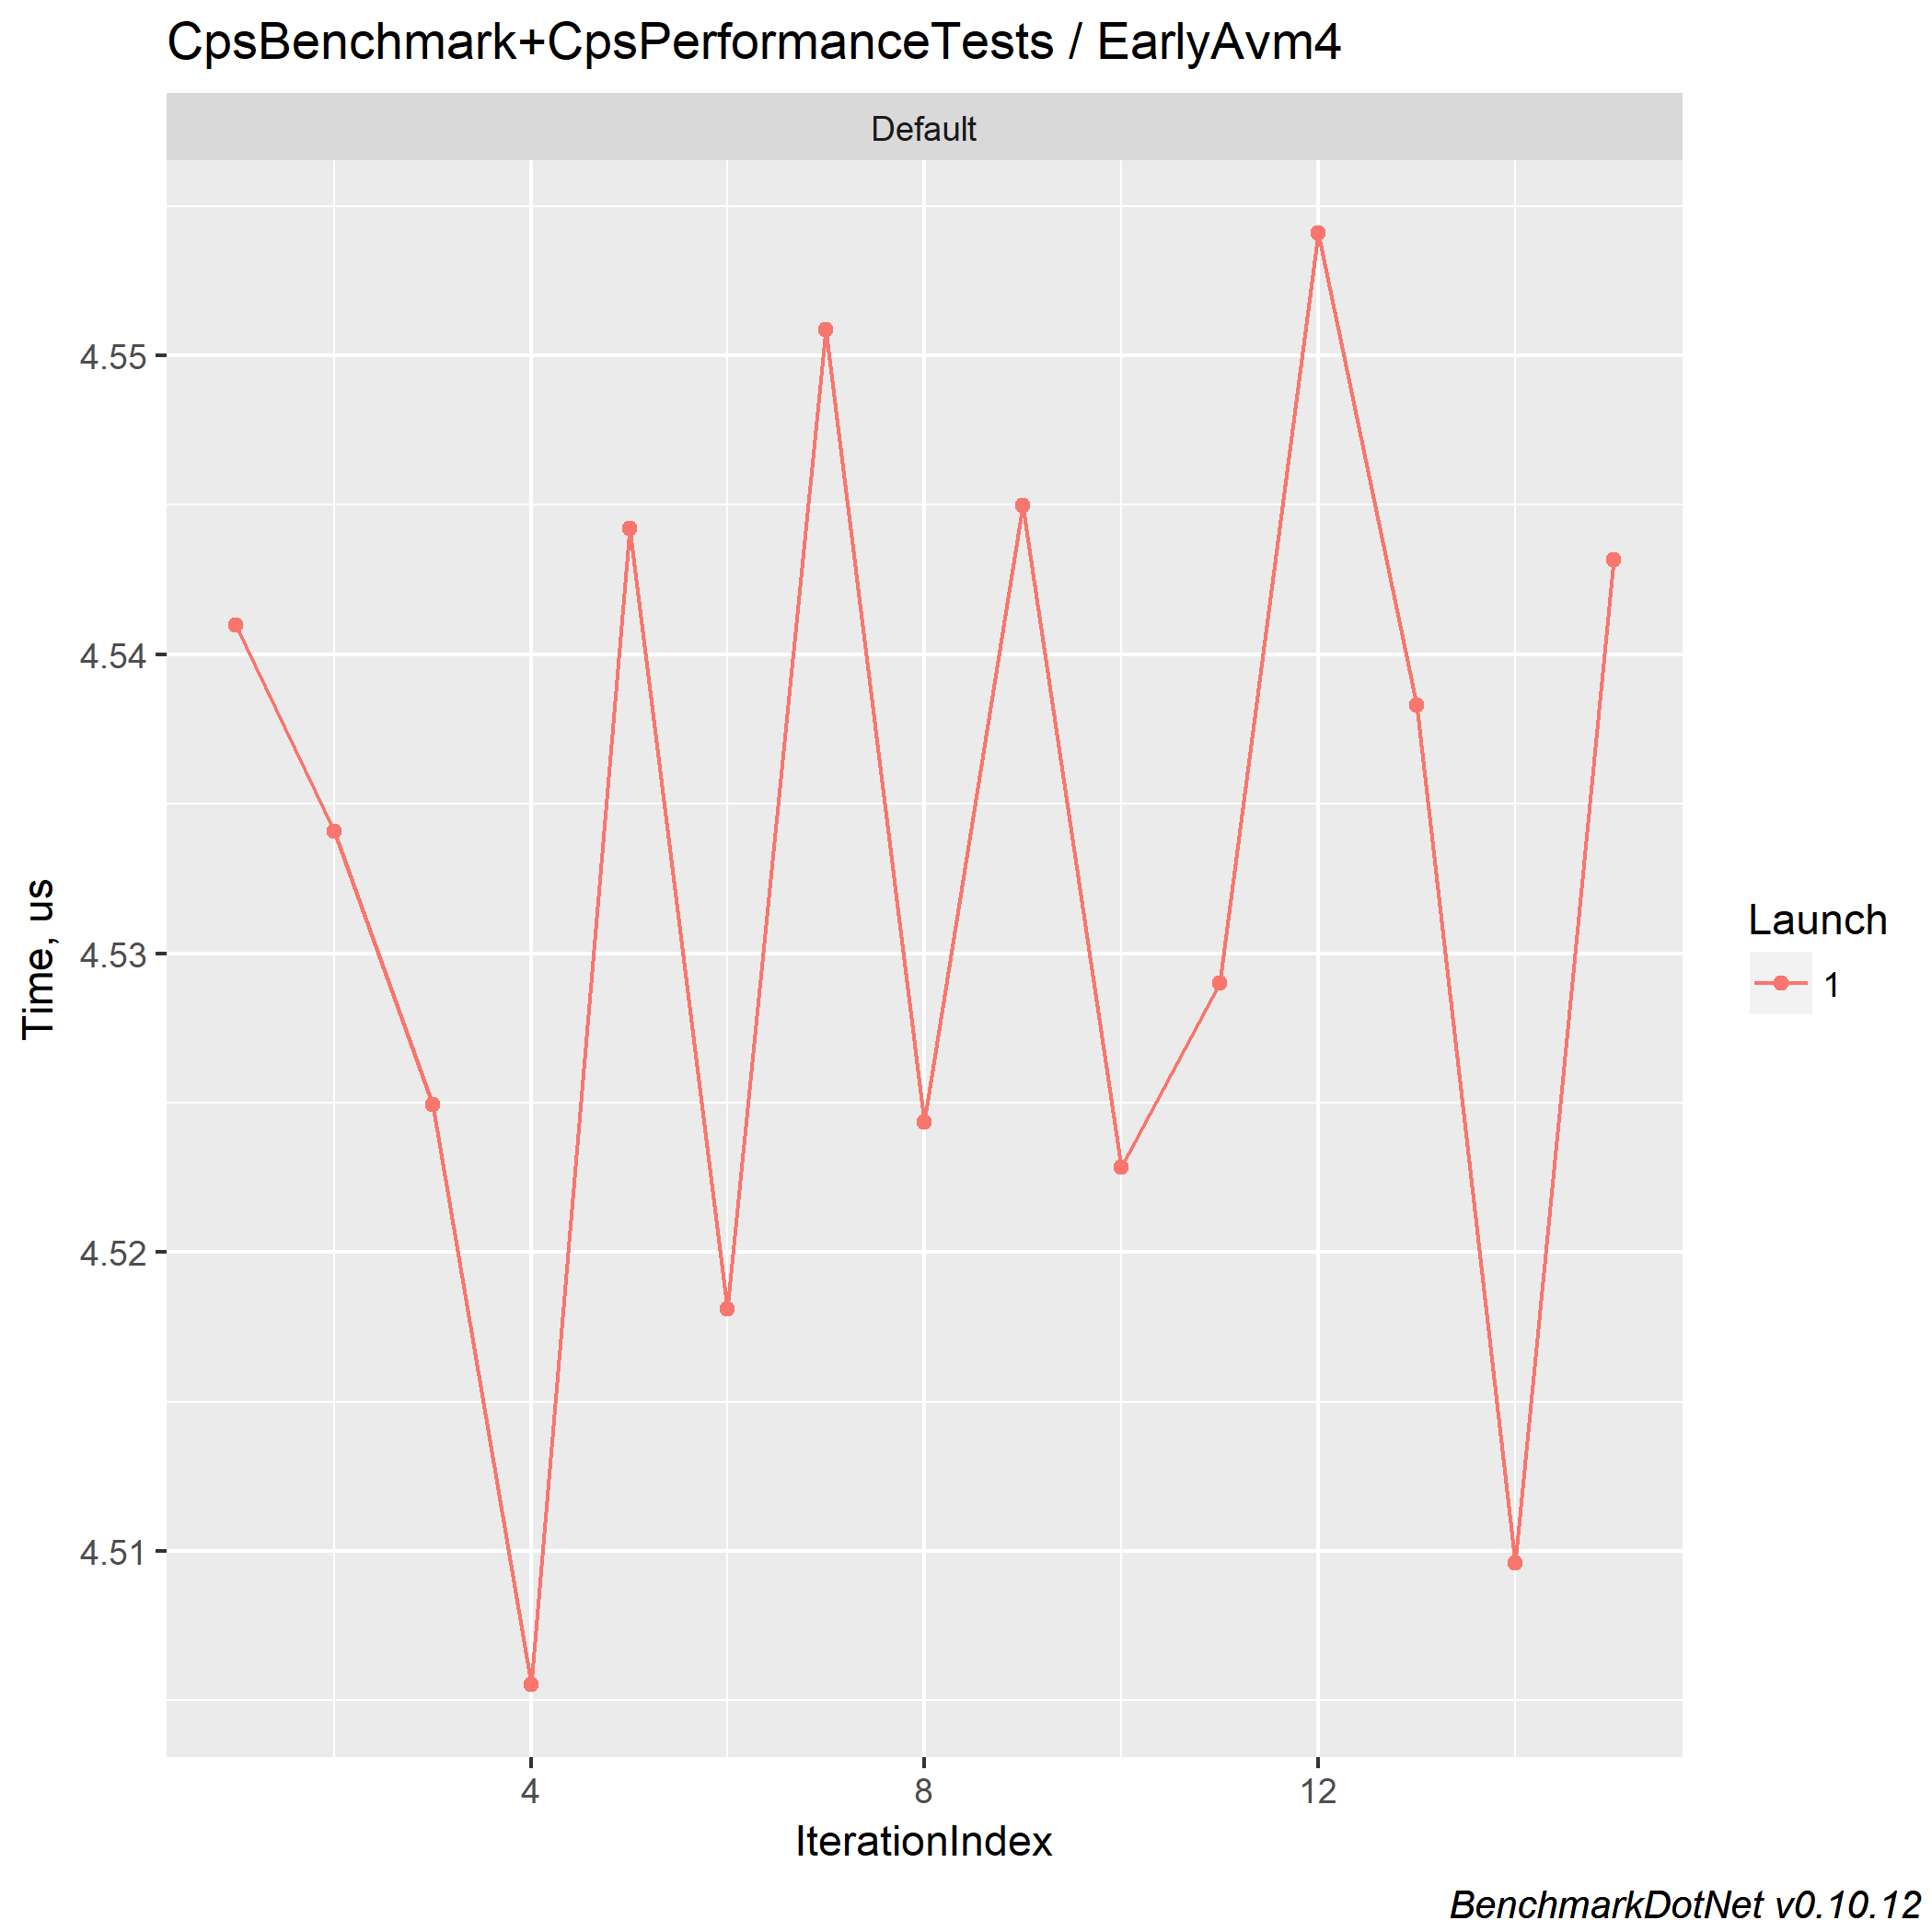 CpsBenchmark+CpsPerformanceTests / EarlyAvm4
Default
4.55
4.54
4.53
4.52
4.51
Time, us
4 8 12
IterationIndex
Launch
1
BenchmarkDotNet v0.10.12